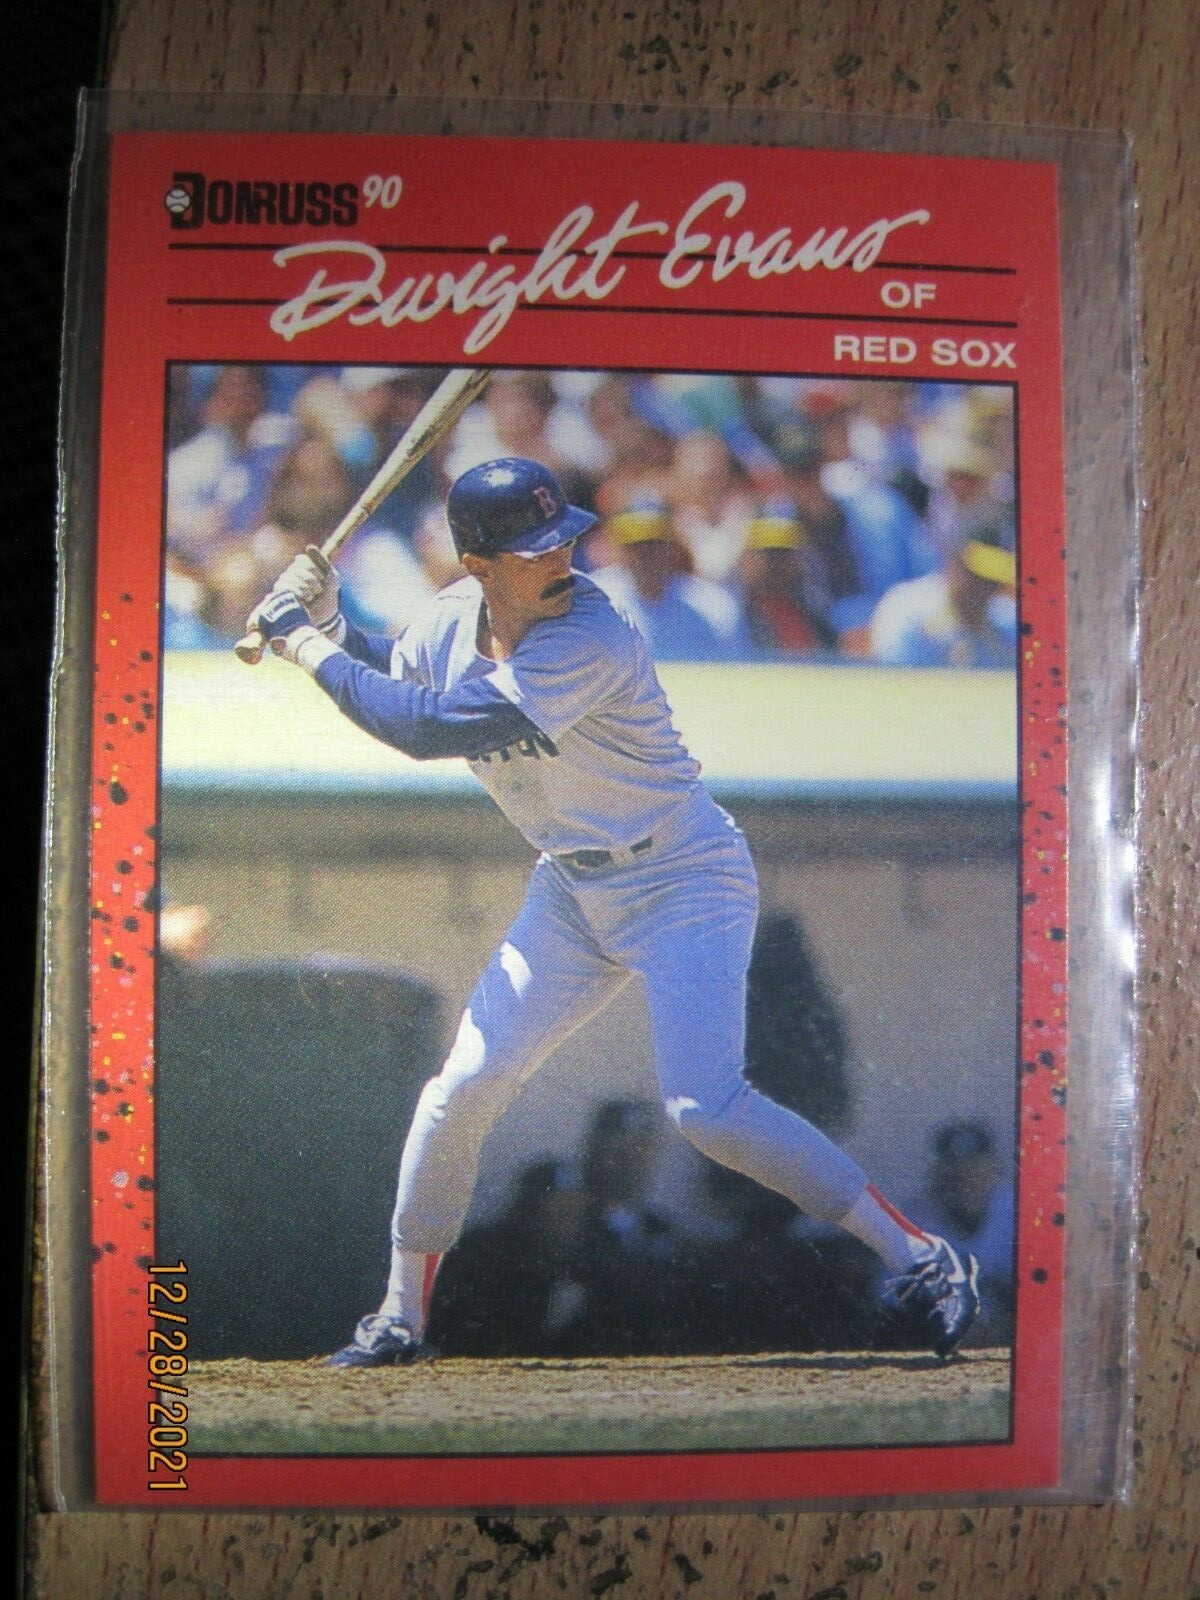 DONRUSS 90
Dwight Evans
OF
RED SOX
B
12/28/2021